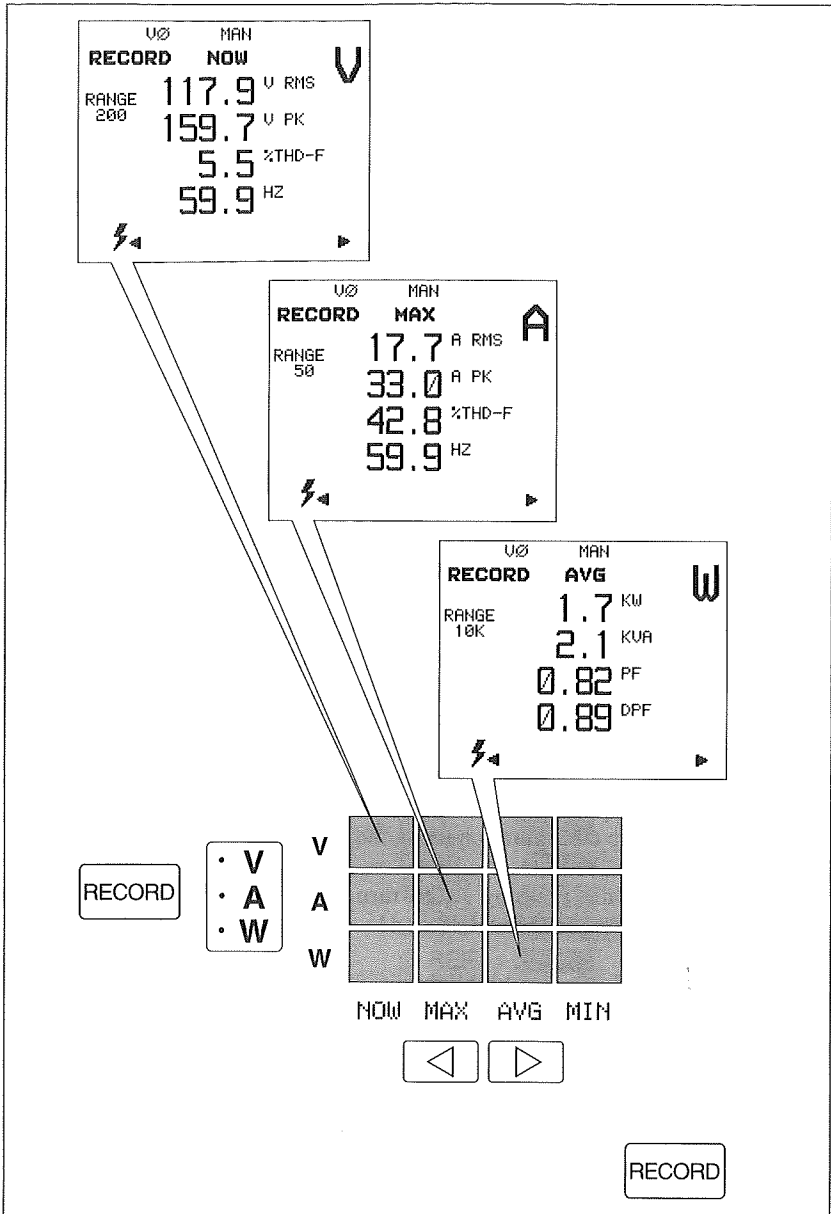 VØ MAN
RECORD NOW V
RANGE 200
117.9 V RMS
159.7 V PK
5.5 %THD-F
59.9 HZ
VØ MAN
RECORD MAX A
RANGE 50
17.7 A RMS
33.0 A PK
42.8 %THD-F
59.9 HZ
VØ MAN
RECORD AVG W
RANGE 10K
1.7 KW
2.1 KVA
0.82 PF
0.89 DPF
RECORD
· V
· A
· W
V
A
W
NOW MAX AVG MIN
RECORD